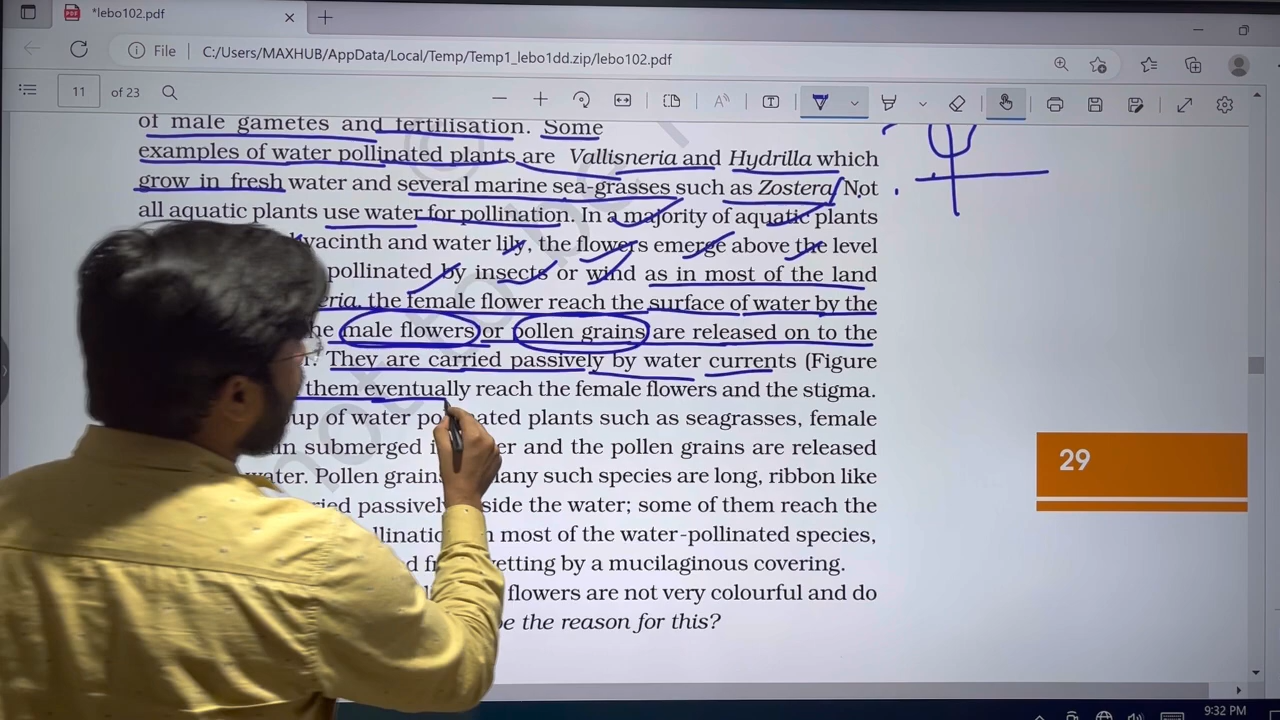 *lebo102.pdf
File C:/Users/MAXHUB/AppData/Local/Temp/Temp1_lebo1dd.zip/lebo102.pdf
11 of 23
of male gametes and fertilisation. Some
examples of water pollinated plants are Vallisneria and Hydrilla which
grow in fresh water and several marine sea-grasses such as Zostera. Not
all aquatic plants use water for pollination. In a majority of aquatic plants
yacinth and water lily, the flowers emerge above the level
pollinated by insects or wind as in most of the land
eria, the female flower reach the surface of water by the
he male flowers or pollen grains are released on to the
They are carried passively by water currents (Figure
them eventually reach the female flowers and the stigma.
up of water po ated plants such as seagrasses, female
in submerged i er and the pollen grains are released
water. Pollen grains any such species are long, ribbon like
ried passively side the water; some of them reach the
llinatio n most of the water-pollinated species,
d fr etting by a mucilaginous covering.
flowers are not very colourful and do
be the reason for this?
29
9:32 PM